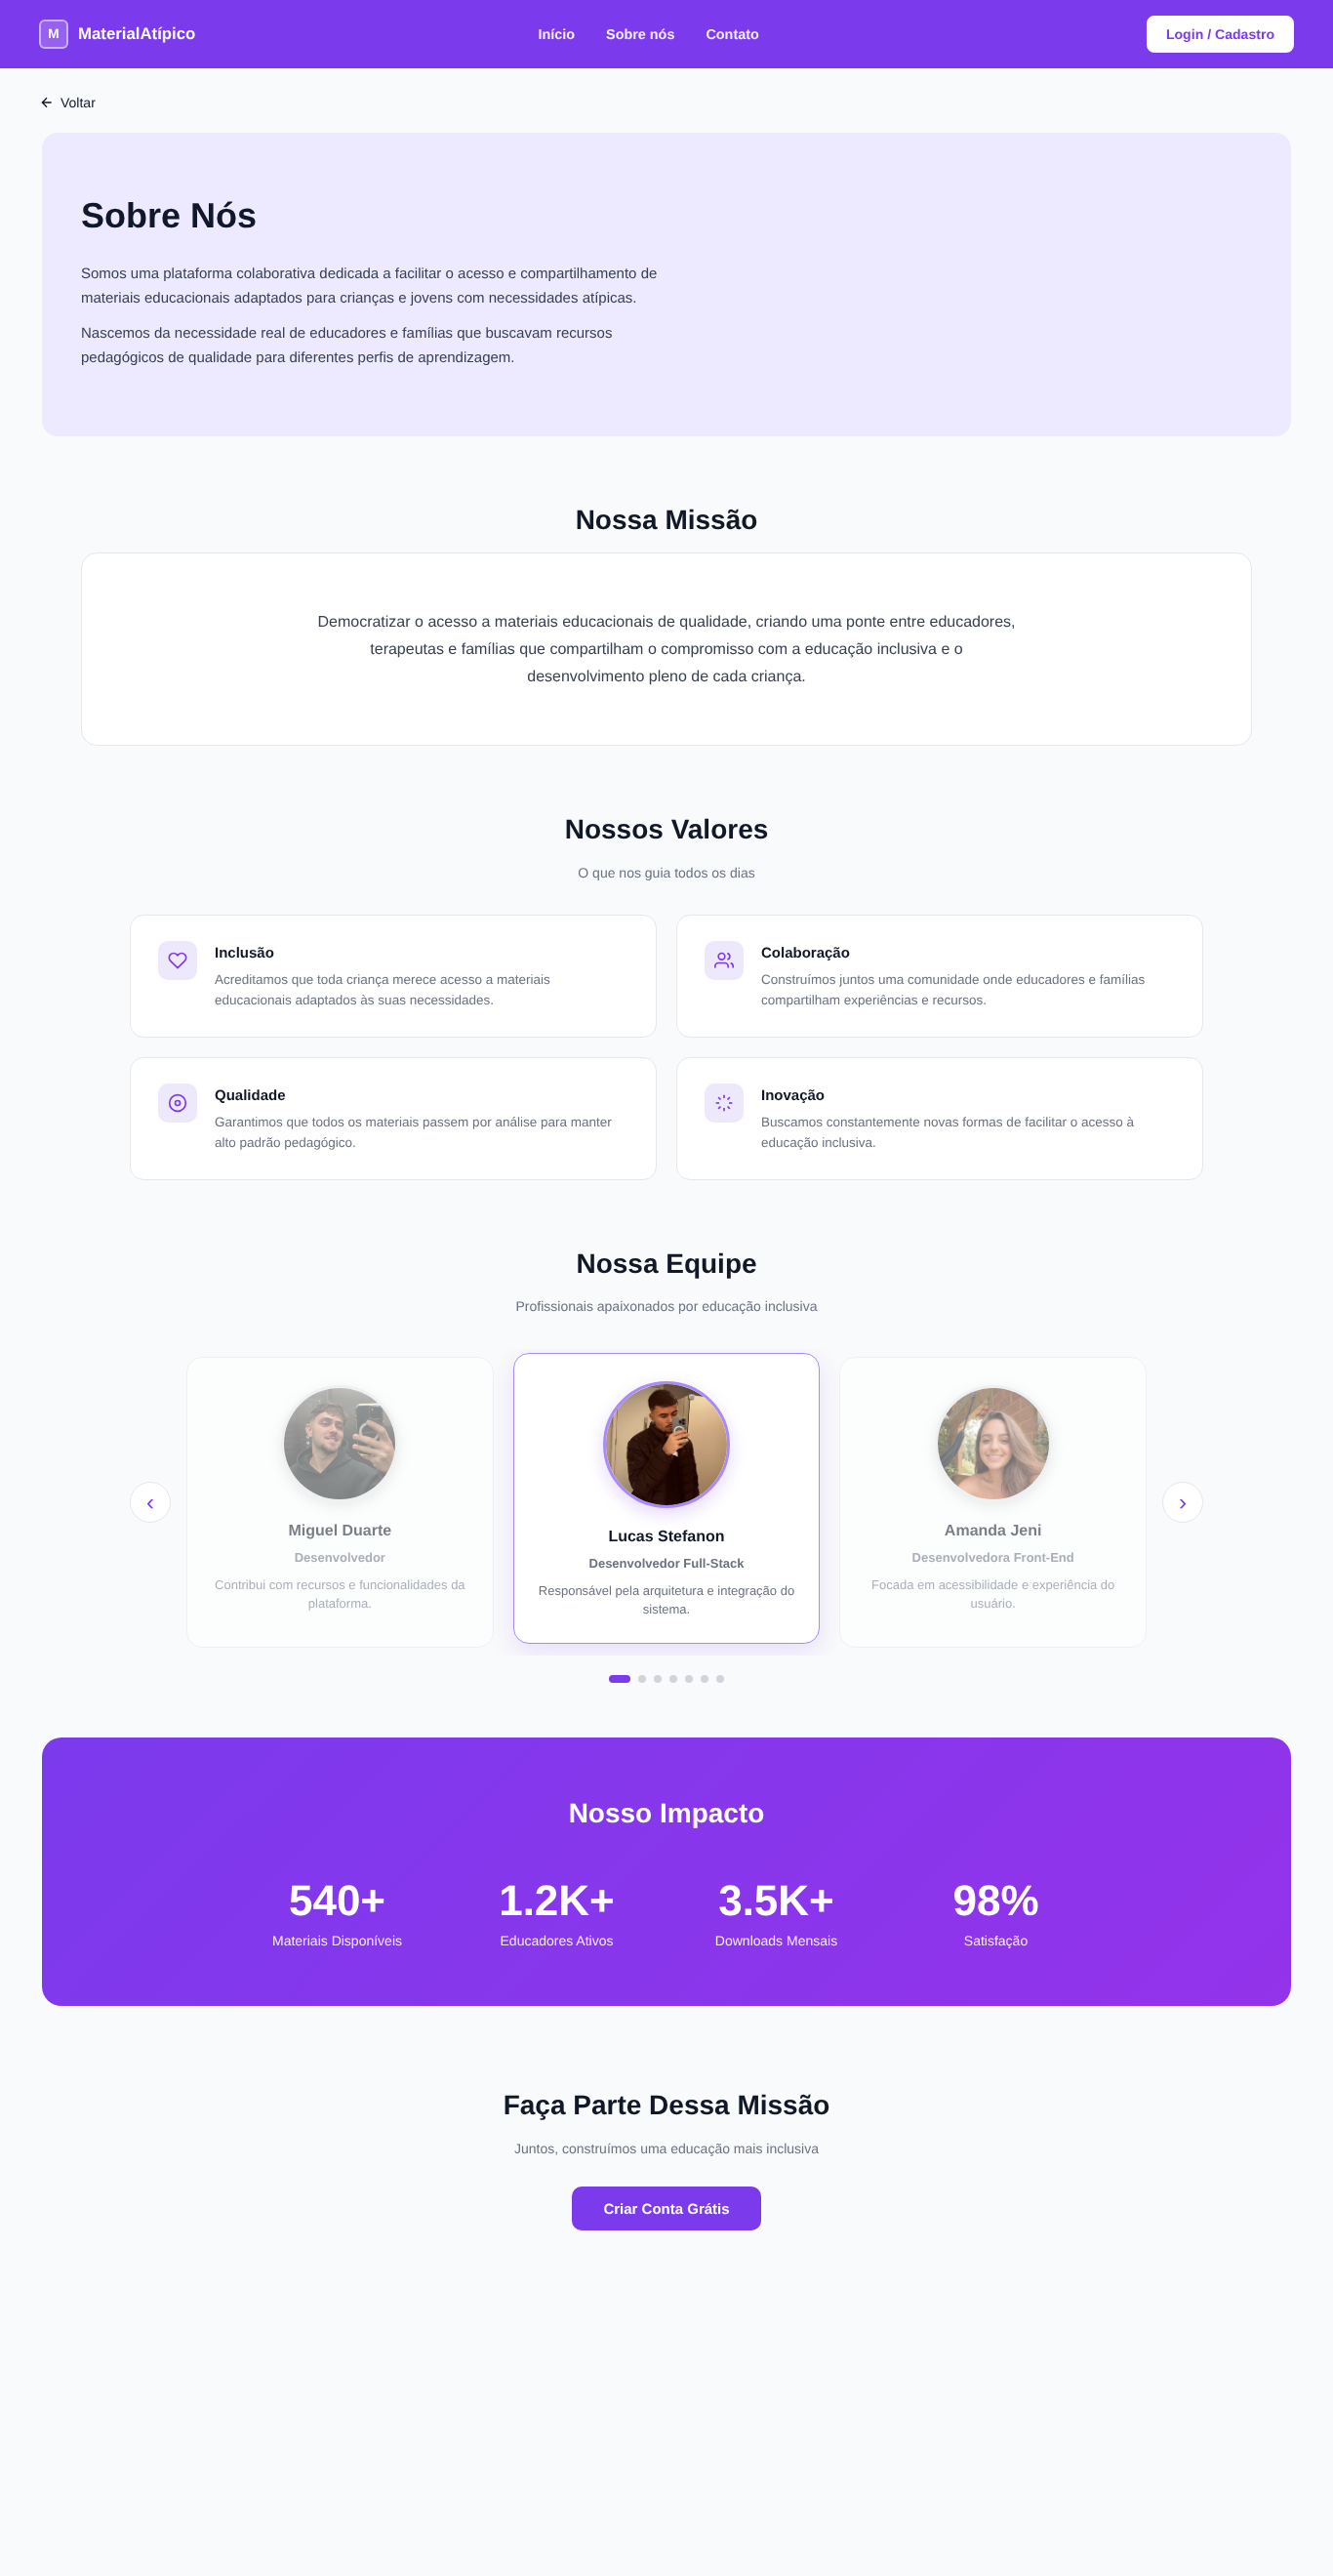 M
MaterialAtípico
Início
Sobre nós
Contato
Login / Cadastro
Voltar
Sobre Nós
Somos uma plataforma colaborativa dedicada a facilitar o acesso e compartilhamento de
materiais educacionais adaptados para crianças e jovens com necessidades atípicas.
Nascemos da necessidade real de educadores e famílias que buscavam recursos
pedagógicos de qualidade para diferentes perfis de aprendizagem.
Nossa Missão
Democratizar o acesso a materiais educacionais de qualidade, criando uma ponte entre educadores,
terapeutas e famílias que compartilham o compromisso com a educação inclusiva e o
desenvolvimento pleno de cada criança.
Nossos Valores
O que nos guia todos os dias
Inclusão
Acreditamos que toda criança merece acesso a materiais
educacionais adaptados às suas necessidades.
Colaboração
Construímos juntos uma comunidade onde educadores e famílias
compartilham experiências e recursos.
Qualidade
Garantimos que todos os materiais passem por análise para manter
alto padrão pedagógico.
Inovação
Buscamos constantemente novas formas de facilitar o acesso à
educação inclusiva.
Nossa Equipe
Profissionais apaixonados por educação inclusiva
Miguel Duarte
Desenvolvedor
Contribui com recursos e funcionalidades da
plataforma.
Lucas Stefanon
Desenvolvedor Full-Stack
Responsável pela arquitetura e integração do
sistema.
Amanda Jeni
Desenvolvedora Front-End
Focada em acessibilidade e experiência do
usuário.
Nosso Impacto
540+
Materiais Disponíveis
1.2K+
Educadores Ativos
3.5K+
Downloads Mensais
98%
Satisfação
Faça Parte Dessa Missão
Juntos, construímos uma educação mais inclusiva
Criar Conta Grátis